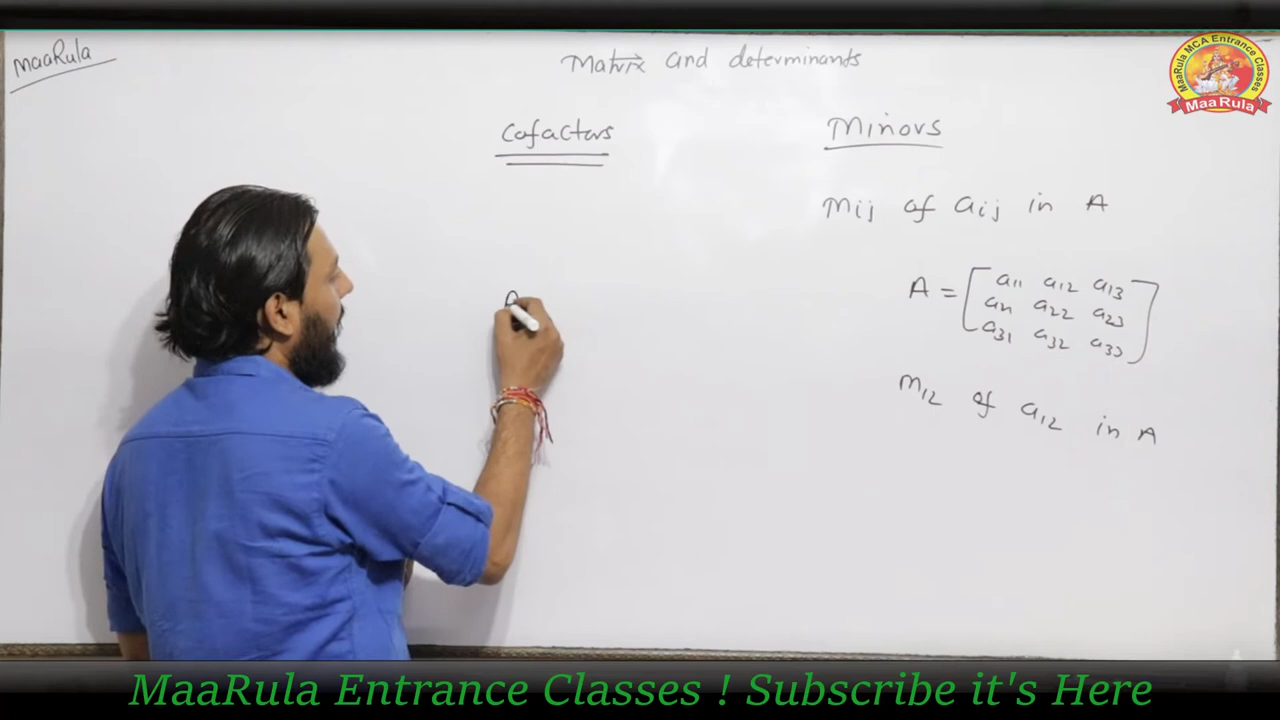 MaaRula
Matrix and determinants
MaaRula MCA Entrance Classes
MaaRula
Cofactors
Minors
Mij of aij in A
A = [a11 a12 a13
a21 a22 a23
a31 a32 a33]
M12 of a12 in A
A
MaaRula Entrance Classes ! Subscribe it's Here